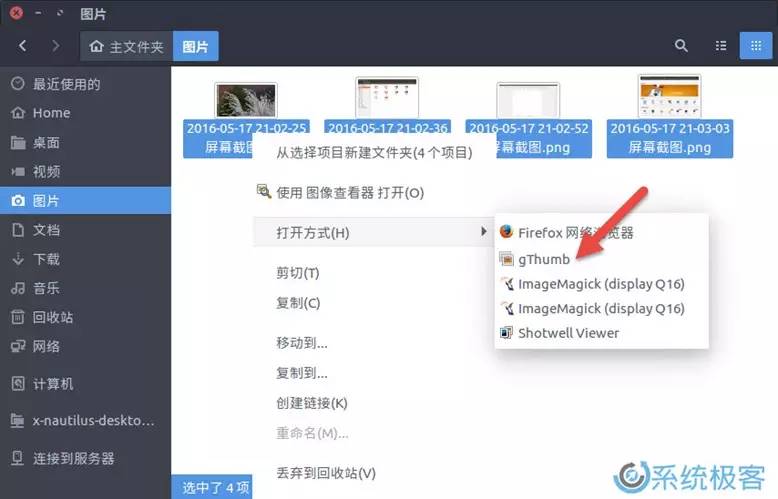 图片
主文件夹
图片
最近使用的
Home
桌面
视频
图片
文档
下载
音乐
回收站
网络
计算机
x-nautilus-deskto...
连接到服务器
2016-05-17 21-02-25
屏幕截图
2016-05-17 21-02-36
2016-05-17 21-02-52
屏幕截图.png
2016-05-17 21-03-03
屏幕截图.png
从选择项目新建文件夹(4 个项目)
使用 图像查看器 打开(O)
打开方式(H)
剪切(T)
复制(C)
移动到...
复制到...
创建链接(K)
重命名(M)...
丢弃到回收站(V)
Firefox 网络浏览器
gThumb
ImageMagick (display Q16)
ImageMagick (display Q16)
Shotwell Viewer
选中了 4 项
系统极客